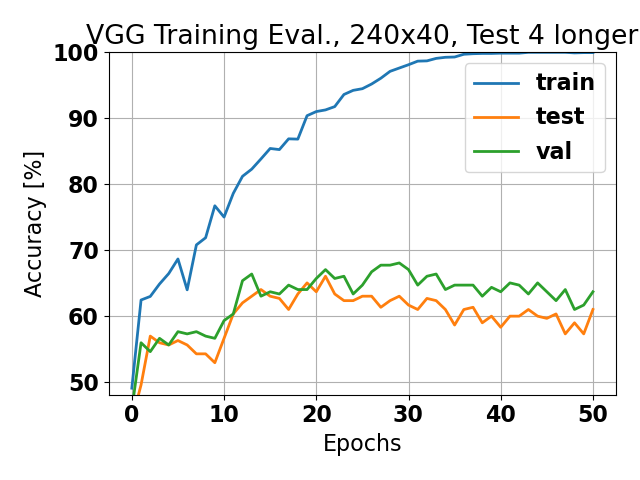 VGG Training Eval., 240x40, Test 4 longer
100
90
80
70
60
50
Accuracy [%]
train
test
val
0 10 20 30 40 50
Epochs